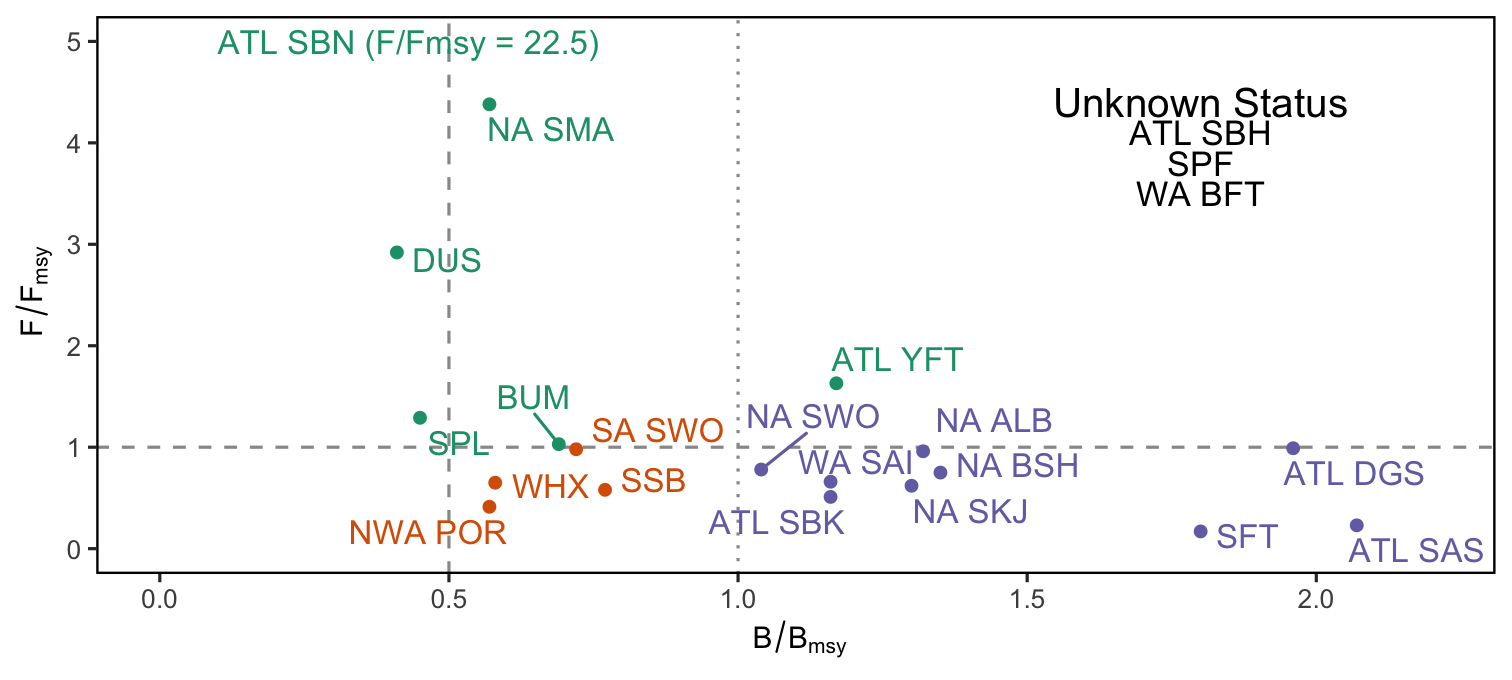 ATL SBN (F/Fmsy = 22.5)
NA SMA
Unknown Status
ATL SBH
SPF
WA BFT
DUS
ATL YFT
BUM
NA SWO
NA ALB
SA SWO
SPL
WA SAI
NA BSH
ATL DGS
WHX
SSB
NA SKJ
ATL SBK
NWA POR
SFT
ATL SAS
5
4
3
2
1
0
F/Fmsy
0.0 0.5 1.0 1.5 2.0
B/Bmsy